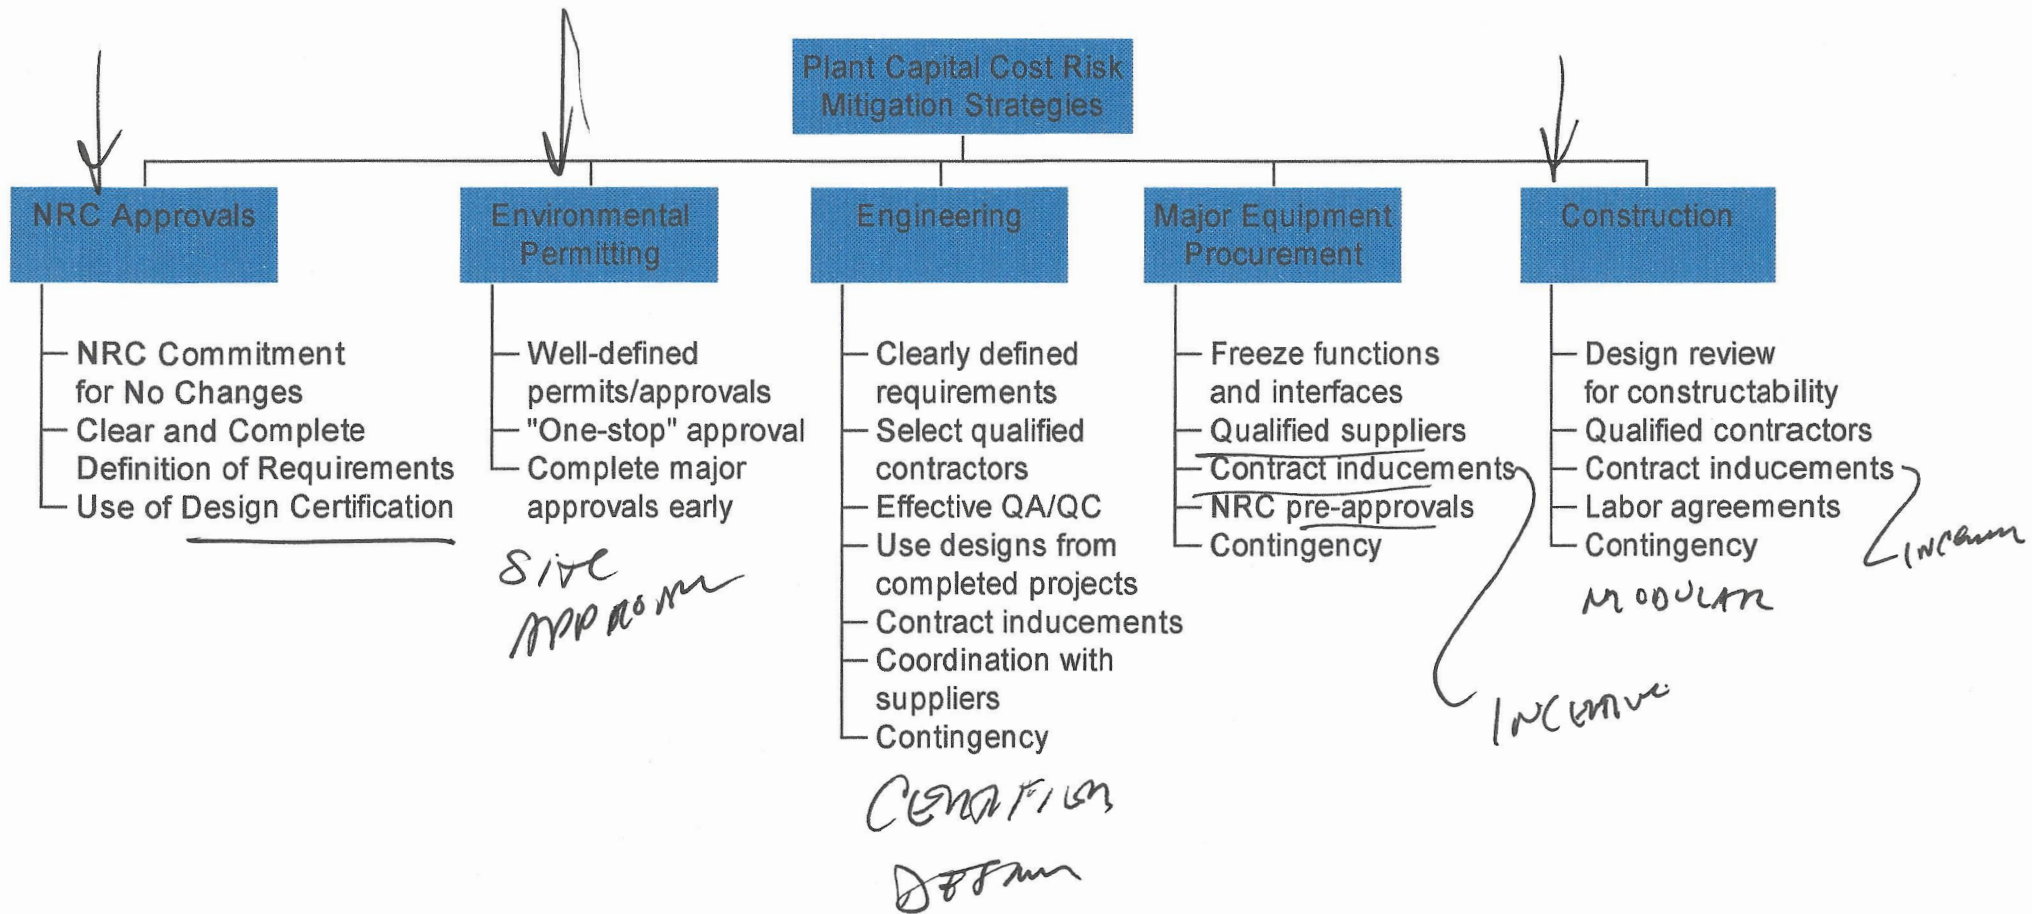 Plant Capital Cost Risk
Mitigation Strategies
NRC Approvals
NRC Commitment
for No Changes
Clear and Complete
Definition of Requirements
Use of Design Certification
Environmental
Permitting
Well-defined
permits/approvals
"One-stop" approval
Complete major
approvals early
SITE
APPROVAL
Engineering
Clearly defined
requirements
Select qualified
contractors
Effective QA/QC
Use designs from
completed projects
Contract inducements
Coordination with
suppliers
Contingency
CERTIFIED
DESIGN
Major Equipment
Procurement
Freeze functions
and interfaces
Qualified suppliers
Contract inducements
NRC pre-approvals
Contingency
INCENTIVE
Construction
Design review
for constructability
Qualified contractors
Contract inducements
Labor agreements
Contingency
MODULAR